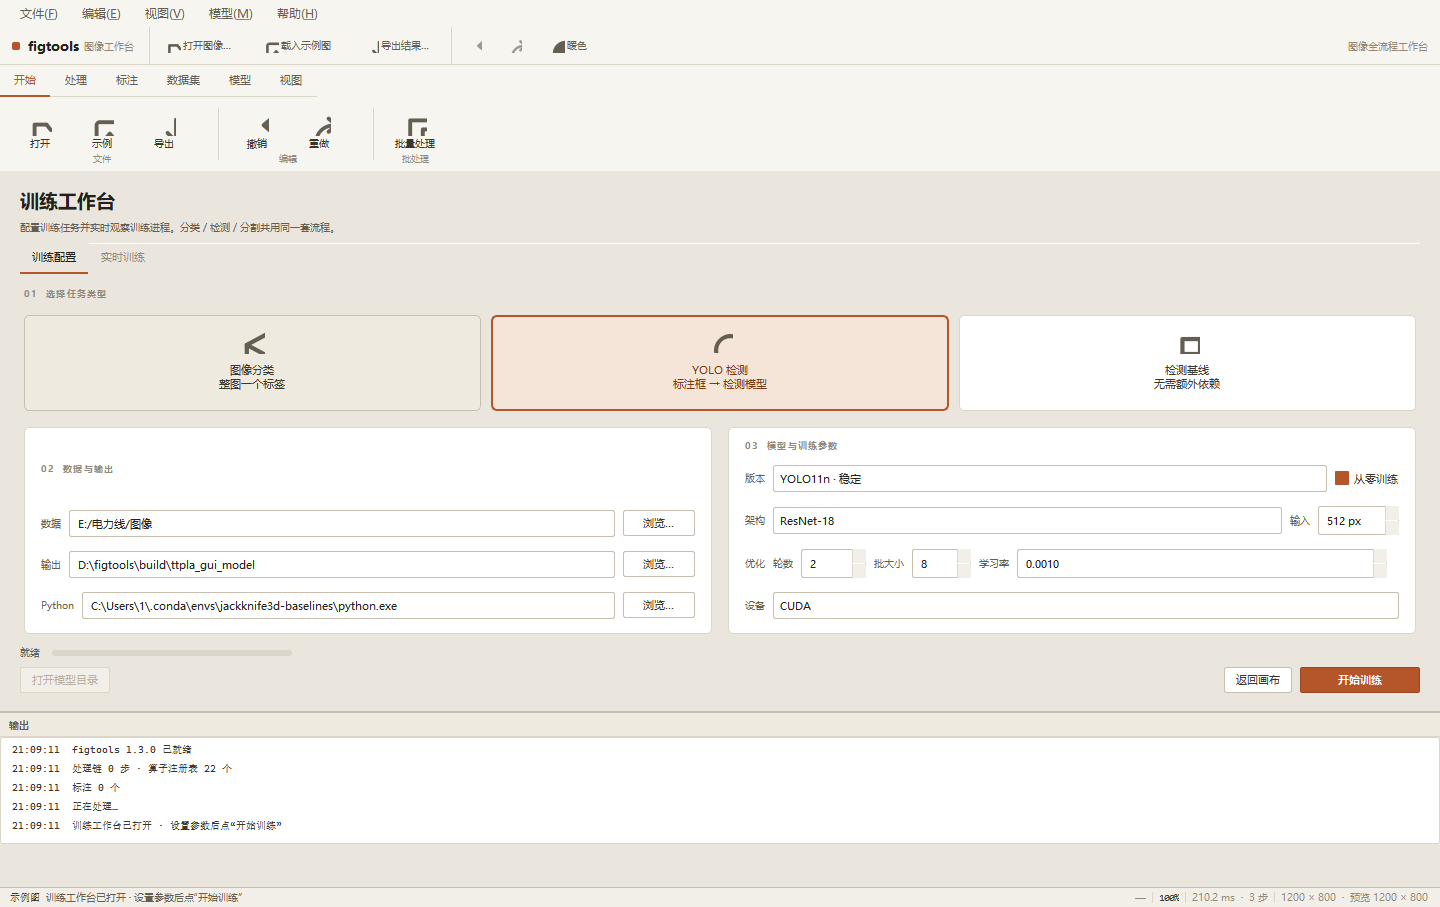 文件(F) 编辑(E) 视图(V) 模型(M) 帮助(H)
figtools 图像工作台 打开图像... 载入示例图 导出结果... 暖色 图像全流程工作台
开始 处理 标注 数据集 模型 视图
打开 示例 导出 撤销 重做 批量处理
文件 编辑 批处理
训练工作台
配置训练任务并实时观察训练进程。分类 / 检测 / 分割共用同一套流程。
训练配置 实时训练
01 选择任务类型
图像分类
整图一个标签
YOLO 检测
标注框 → 检测模型
检测基线
无需额外依赖
02 数据与输出
数据 E:/电力线/图像 浏览...
输出 D:\figtools\build\ttpla_gui_model 浏览...
Python C:\Users\1\.conda\envs\jackknife3d-baselines\python.exe 浏览...
03 模型与训练参数
版本 YOLO11n · 稳定 从零训练
架构 ResNet-18 输入 512 px
优化 轮数 2 批大小 8 学习率 0.0010
设备 CUDA
就绪
打开模型目录 返回画布 开始训练
输出
21:09:11 figtools 1.3.0 已就绪
21:09:11 处理链 0 步 · 算子注册表 22 个
21:09:11 标注 0 个
21:09:11 正在处理…
21:09:11 训练工作台已打开 · 设置参数后点“开始训练”
示例图 训练工作台已打开 · 设置参数后点“开始训练” — 100% 210.2 ms · 3 步 1200 × 800 · 预览 1200 × 800